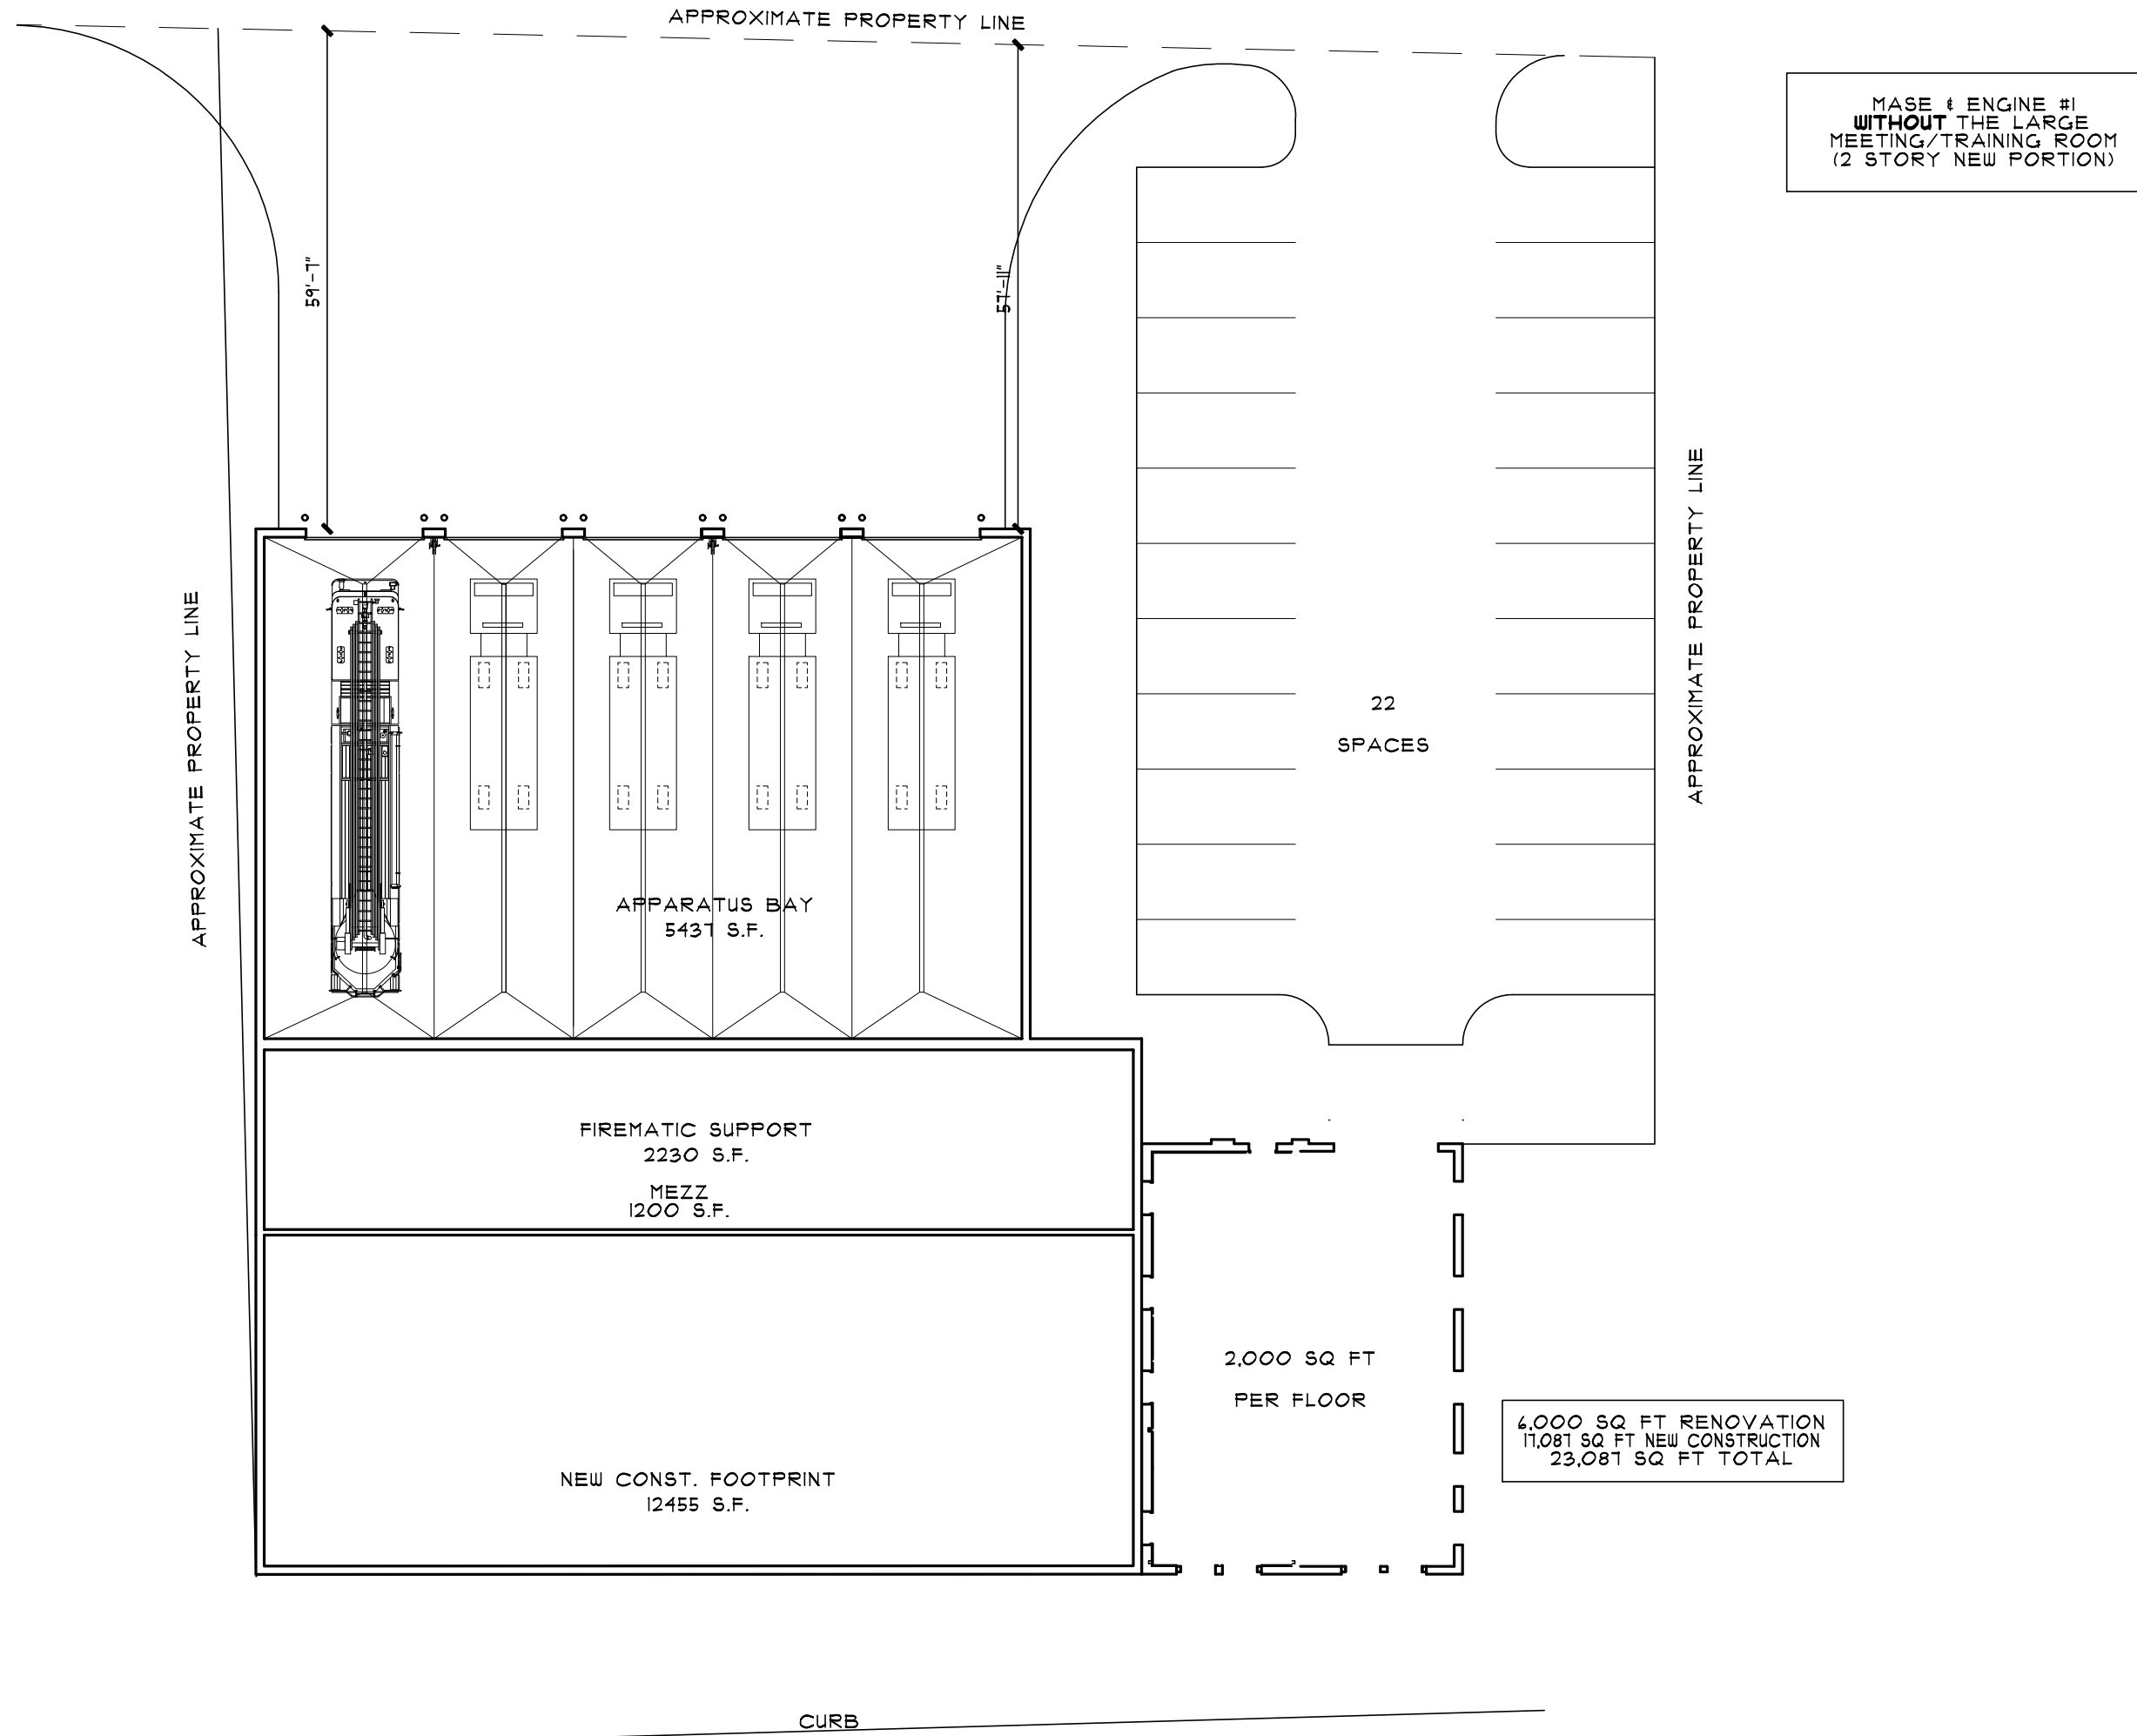 APPROXIMATE PROPERTY LINE
MASE & ENGINE #1
WITHOUT THE LARGE
MEETING/TRAINING ROOM
(2 STORY NEW PORTION)
59'-7"
57'-11"
APPROXIMATE PROPERTY LINE
APPROXIMATE PROPERTY LINE
22
SPACES
APPARATUS BAY
5437 S.F.
FIREMATIC SUPPORT
2230 S.F.
MEZZ
1200 S.F.
2,000 SQ FT
PER FLOOR
6,000 SQ FT RENOVATION
17,087 SQ FT NEW CONSTRUCTION
23,087 SQ FT TOTAL
NEW CONST. FOOTPRINT
12455 S.F.
CURB